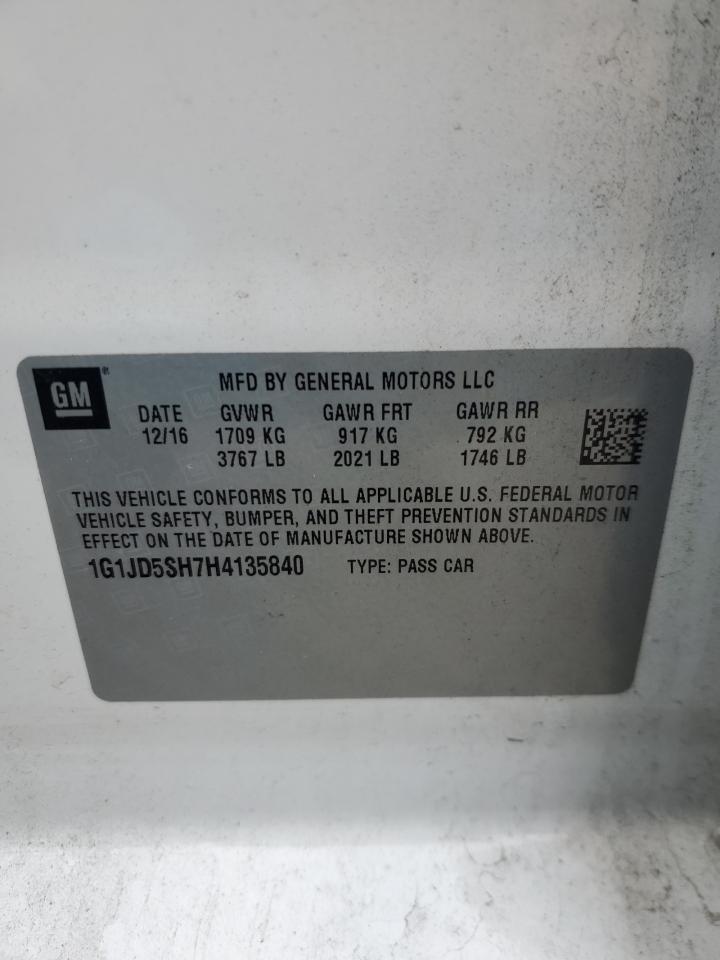 GM®
MFD BY GENERAL MOTORS LLC
DATE GVWR GAWR FRT GAWR RR
12/16 1709 KG 917 KG 792 KG
3767 LB 2021 LB 1746 LB
THIS VEHICLE CONFORMS TO ALL APPLICABLE U.S. FEDERAL MOTOR
VEHICLE SAFETY, BUMPER, AND THEFT PREVENTION STANDARDS IN
EFFECT ON THE DATE OF MANUFACTURE SHOWN ABOVE.
1G1JD5SH7H4135840 TYPE: PASS CAR